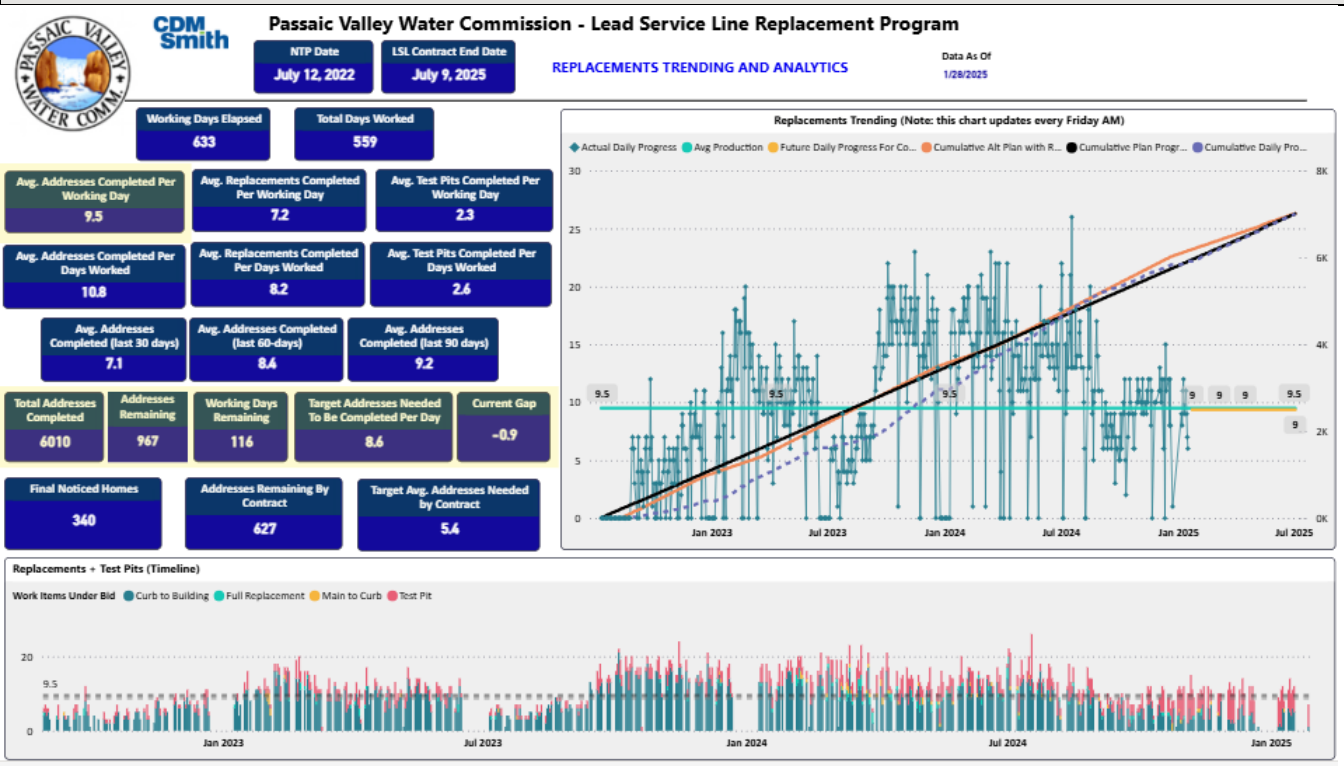 PASSAIC VALLEY
WATER COMM.
CDM
Smith
Passaic Valley Water Commission - Lead Service Line Replacement Program
NTP Date
July 12, 2022
LSL Contract End Date
July 9, 2025
REPLACEMENTS TRENDING AND ANALYTICS
Data As Of
1/28/2025
Working Days Elapsed
633
Total Days Worked
559
Avg. Addresses Completed Per
Working Day
9.5
Avg. Replacements Completed
Per Working Day
7.2
Avg. Test Pits Completed Per
Working Day
2.3
Avg. Addresses Completed Per
Days Worked
10.8
Avg. Replacements Completed
Per Days Worked
8.2
Avg. Test Pits Completed Per
Days Worked
2.6
Avg. Addresses
Completed (last 30 days)
7.1
Avg. Addresses Completed
(last 60-days)
8.4
Avg. Addresses
Completed (last 90 days)
9.2
Total Addresses
Completed
6010
Addresses
Remaining
967
Working Days
Remaining
116
Target Addresses Needed
To Be Completed Per Day
8.6
Current Gap
-0.9
Final Noticed Homes
340
Addresses Remaining By
Contract
627
Target Avg. Addresses Needed
by Contract
5.4
Replacements Trending (Note: this chart updates every Friday AM)
Actual Daily Progress Avg Production Future Daily Progress For Co... Cumulative Alt Plan with R... Cumulative Plan Progr... Cumulative Daily Pro...
30 8K
25
6K
20
15 4K
9.5 9.5 9.5 9 9 9 9.5
10
9
2K
5
0 0K
Jan 2023 Jul 2023 Jan 2024 Jul 2024 Jan 2025 Jul 2025
Replacements + Test Pits (Timeline)
Work Items Under Bid Curb to Building Full Replacement Main to Curb Test Pit
20
9.5
0
Jan 2023 Jul 2023 Jan 2024 Jul 2024 Jan 2025